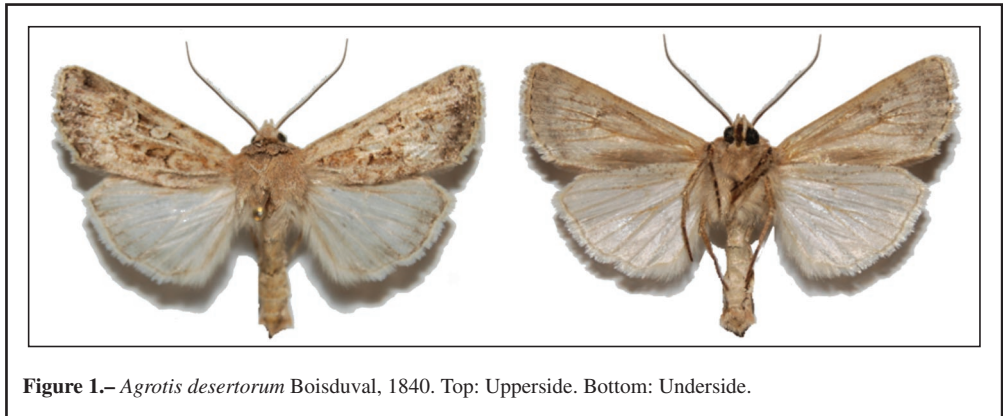 Figure 1.– Agrotis desertorum Boisduval, 1840. Top: Upperside. Bottom: Underside.